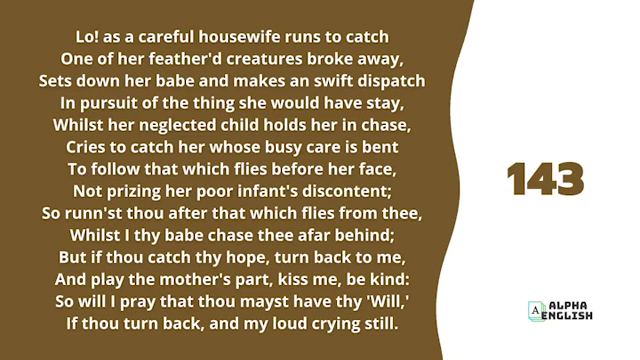 Lo! as a careful housewife runs to catch
One of her feather'd creatures broke away,
Sets down her babe and makes an swift dispatch
In pursuit of the thing she would have stay,
Whilst her neglected child holds her in chase,
Cries to catch her whose busy care is bent
To follow that which flies before her face,
Not prizing her poor infant's discontent;
So runn'st thou after that which flies from thee,
Whilst I thy babe chase thee afar behind;
But if thou catch thy hope, turn back to me,
And play the mother's part, kiss me, be kind:
So will I pray that thou mayst have thy 'Will,'
If thou turn back, and my loud crying still.
143
A
ALPHA
ENGLISH